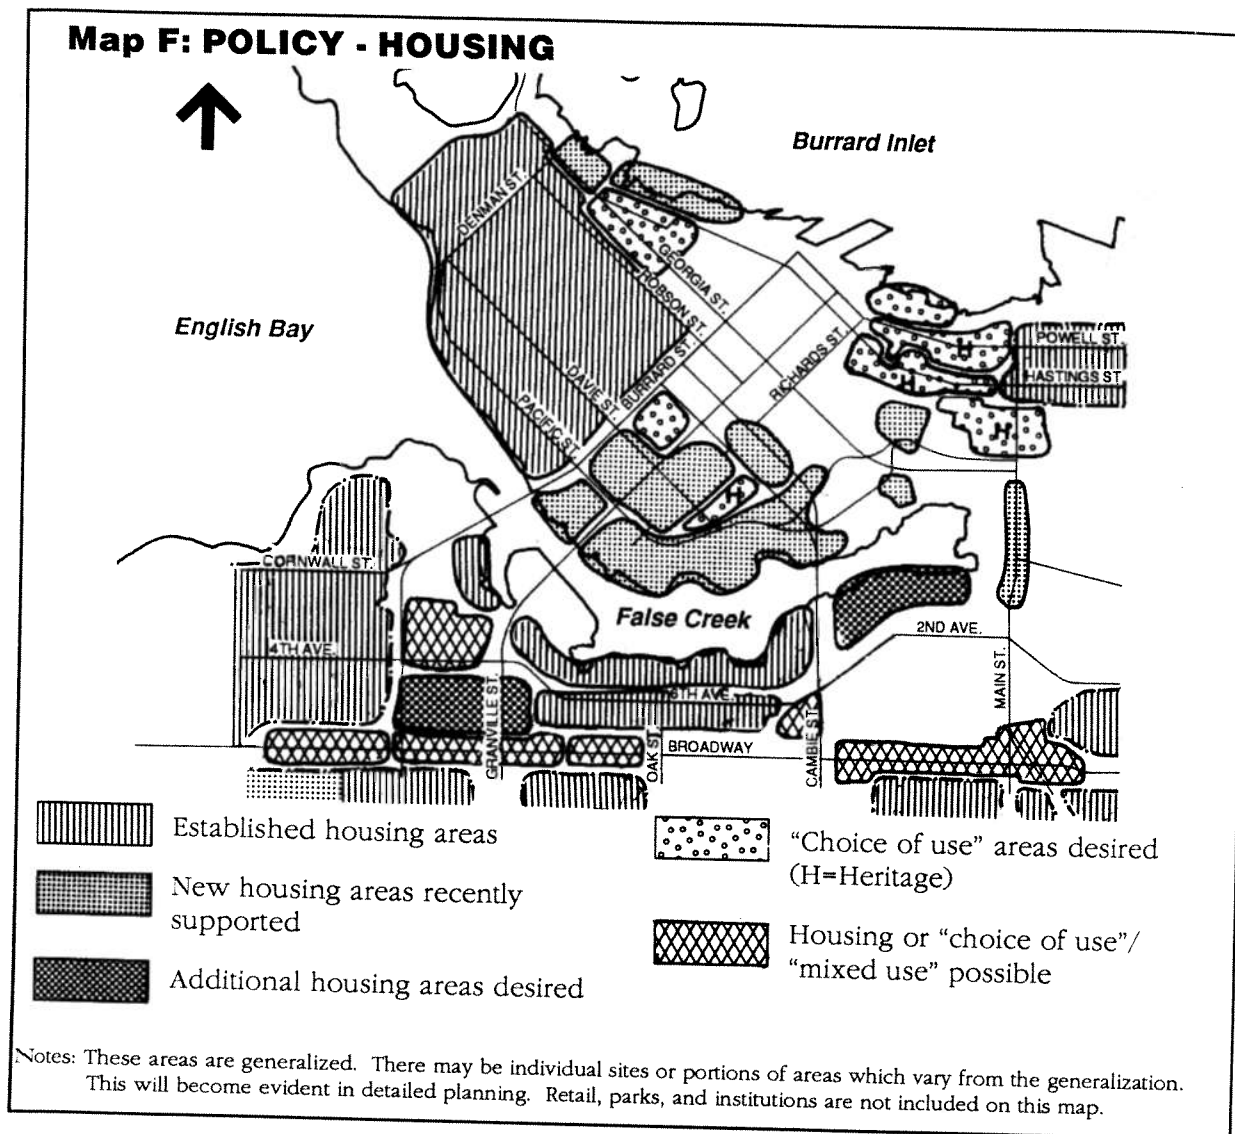 Map F: POLICY - HOUSING
Burrard Inlet
English Bay
DENMAN ST.
GEORGIA ST.
ROBSON ST.
BURRARD ST.
RICHARDS ST.
DAVIE ST.
PACIFIC ST.
POWELL ST.
HASTINGS ST
H
H
H
H
CORNWALL ST.
False Creek
4TH AVE.
2ND AVE.
6TH AVE.
MAIN ST.
GRANVILLE ST.
OAK ST.
BROADWAY
CAMBIE ST.
Established housing areas
New housing areas recently
supported
Additional housing areas desired
“Choice of use” areas desired
(H=Heritage)
Housing or “choice of use”/
“mixed use” possible
Notes: These areas are generalized. There may be individual sites or portions of areas which vary from the generalization.
This will become evident in detailed planning. Retail, parks, and institutions are not included on this map.